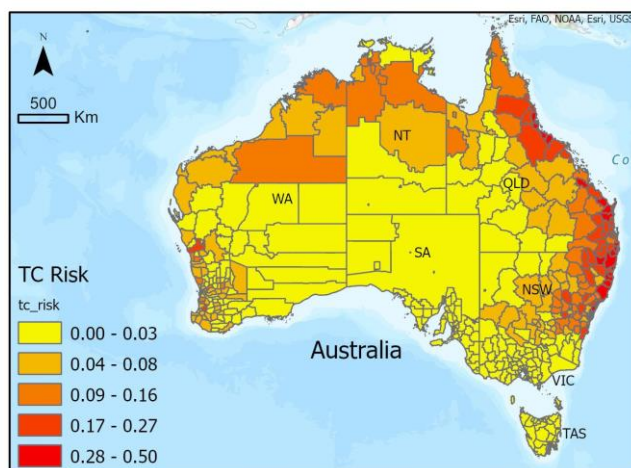 Esri, FAO, NOAA, Esri, USGS
N
500
Km
NT
QLD
WA
SA
NSW
TC Risk
tc_risk
0.00 - 0.03
0.04 - 0.08
0.09 - 0.16
0.17 - 0.27
0.28 - 0.50
Australia
VIC
TAS